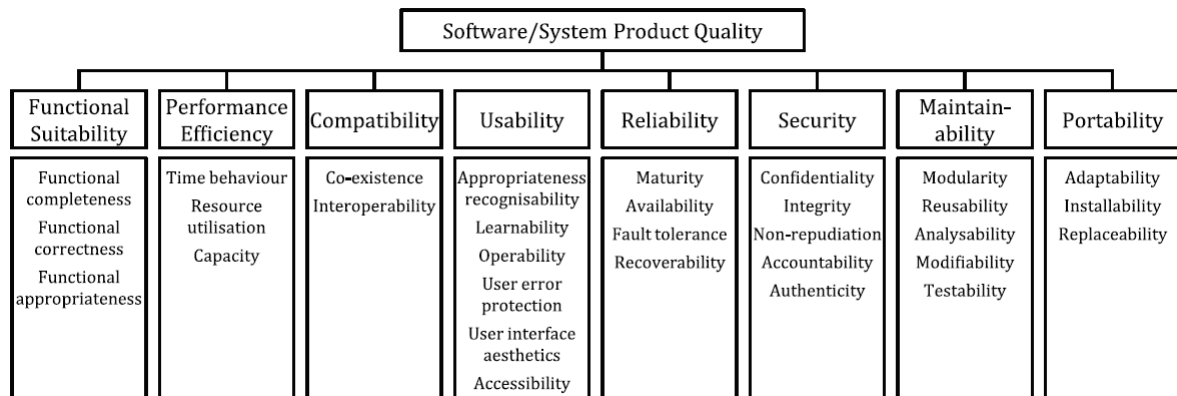 Software/System Product Quality
Functional
Suitability
Performance
Efficiency
Compatibility
Usability
Reliability
Security
Maintain-
ability
Portability
Functional
completeness
Functional
correctness
Functional
appropriateness
Time behaviour
Resource
utilisation
Capacity
Co-existence
Interoperability
Appropriateness
recognisability
Learnability
Operability
User error
protection
User interface
aesthetics
Accessibility
Maturity
Availability
Fault tolerance
Recoverability
Confidentiality
Integrity
Non-repudiation
Accountability
Authenticity
Modularity
Reusability
Analysability
Modifiability
Testability
Adaptability
Installability
Replaceability